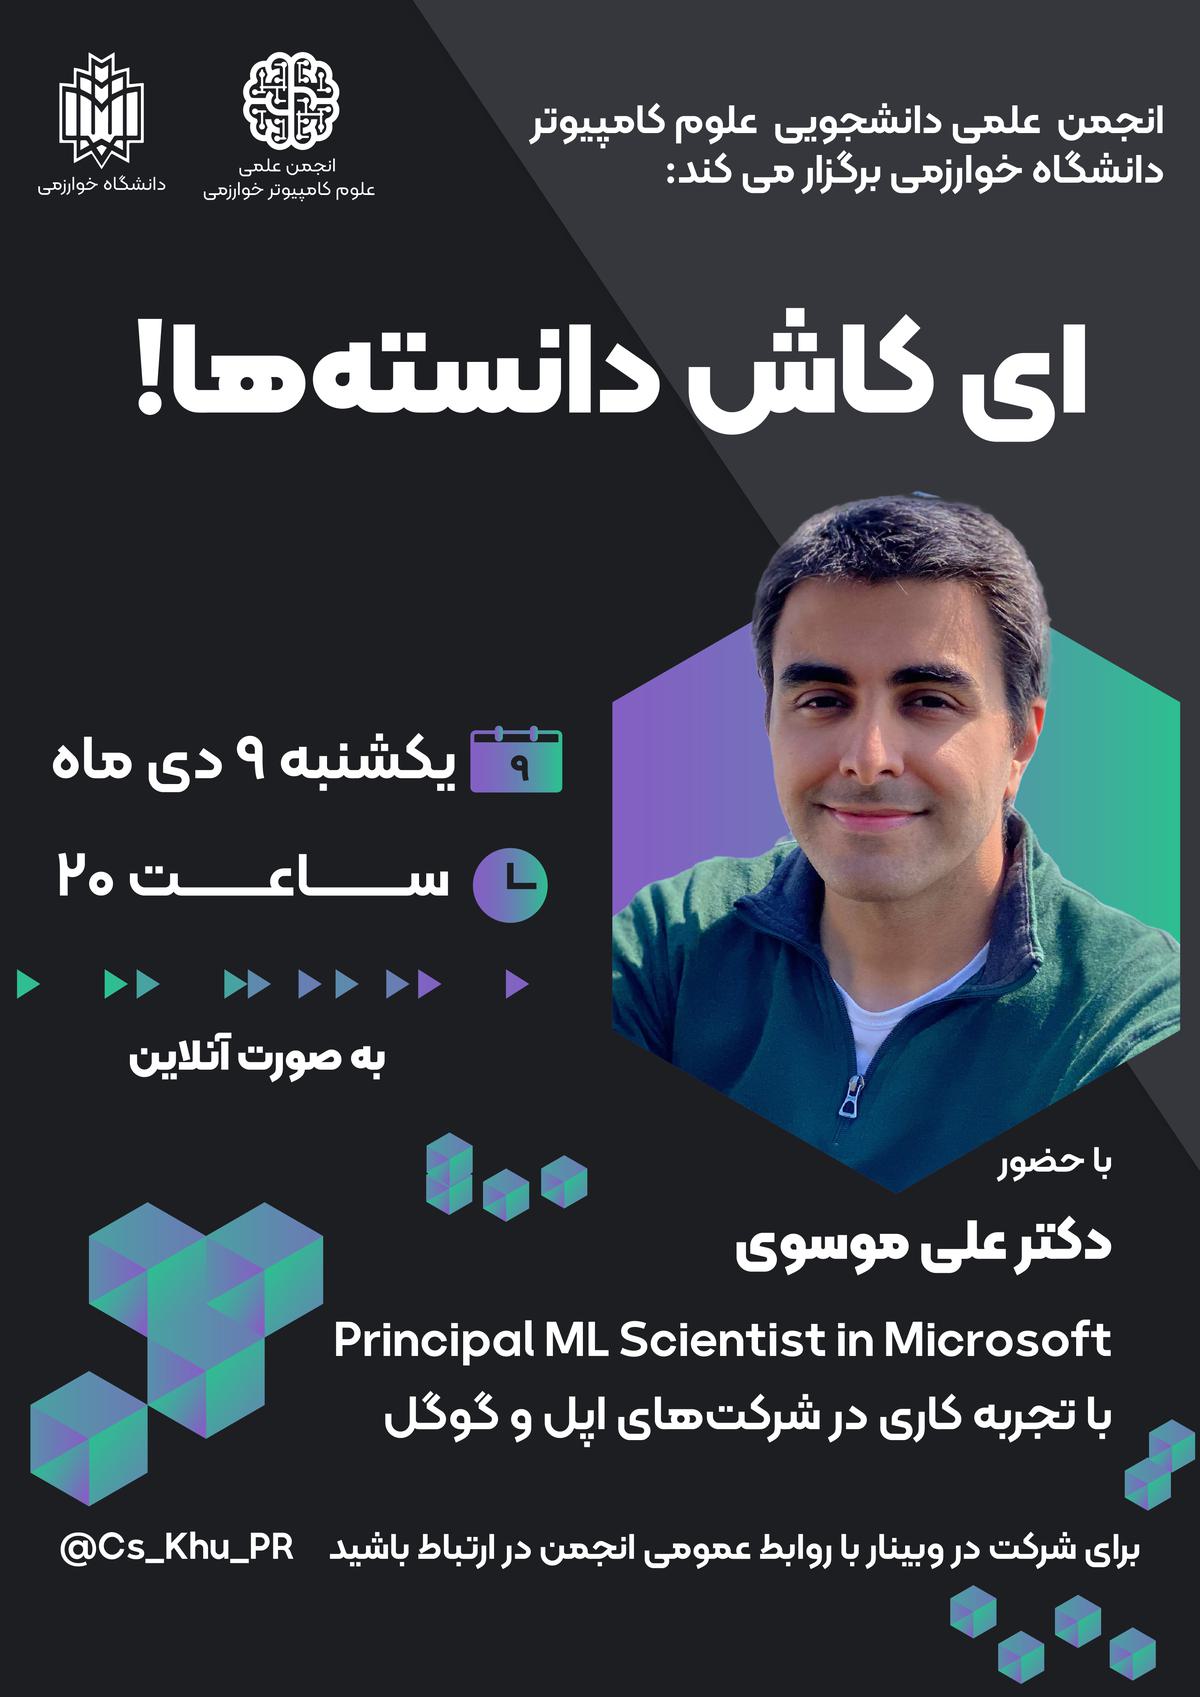 دانشگاه خوارزمی
انجمن علمی
علوم کامپیوتر خوارزمی
انجمن علمی دانشجویی علوم کامپیوتر
دانشگاه خوارزمی برگزار می کند:
ای کاش دانسته‌ها!
۹
یکشنبه ۹ دی ماه
ســـاعـــت ۲۰
به صورت آنلاین
با حضور
دکتر علی موسوی
Principal ML Scientist in Microsoft
با تجربه کاری در شرکت‌های اپل و گوگل
برای شرکت در وبینار با روابط عمومی انجمن در ارتباط باشید @Cs_Khu_PR